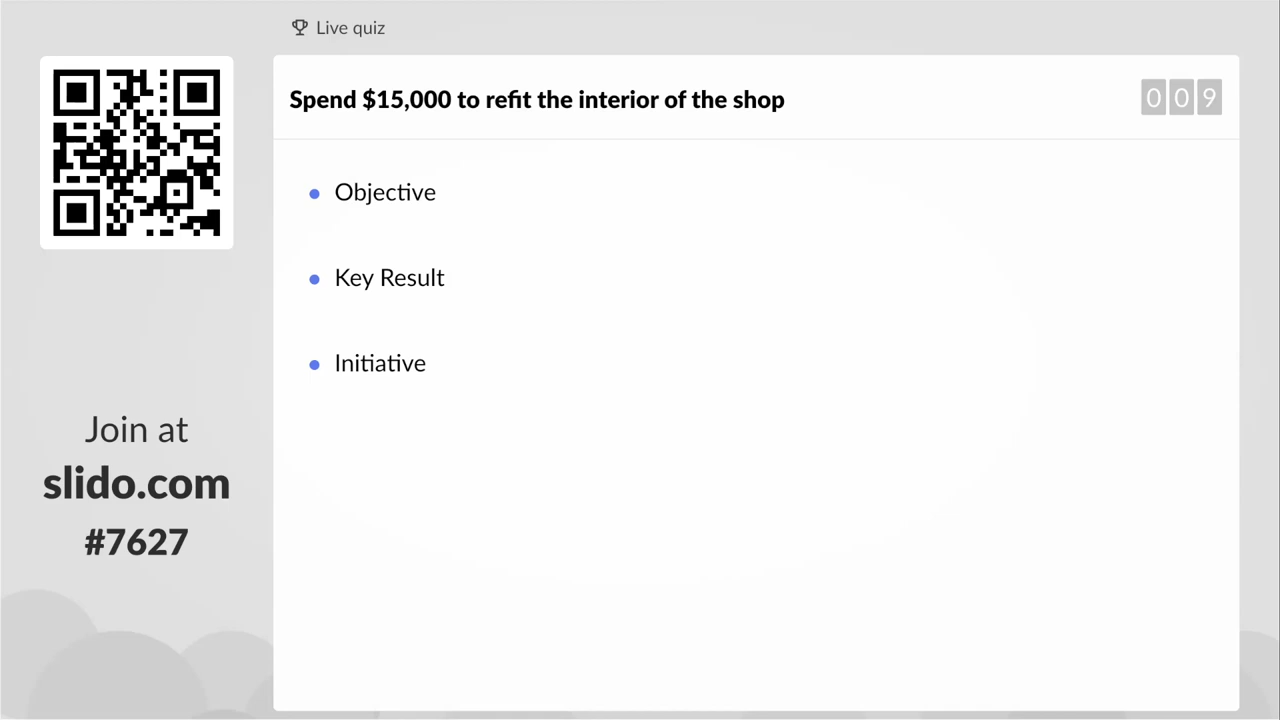 Live quiz
Spend $15,000 to refit the interior of the shop
009
Objective
Key Result
Initiative
Join at
slido.com
#7627